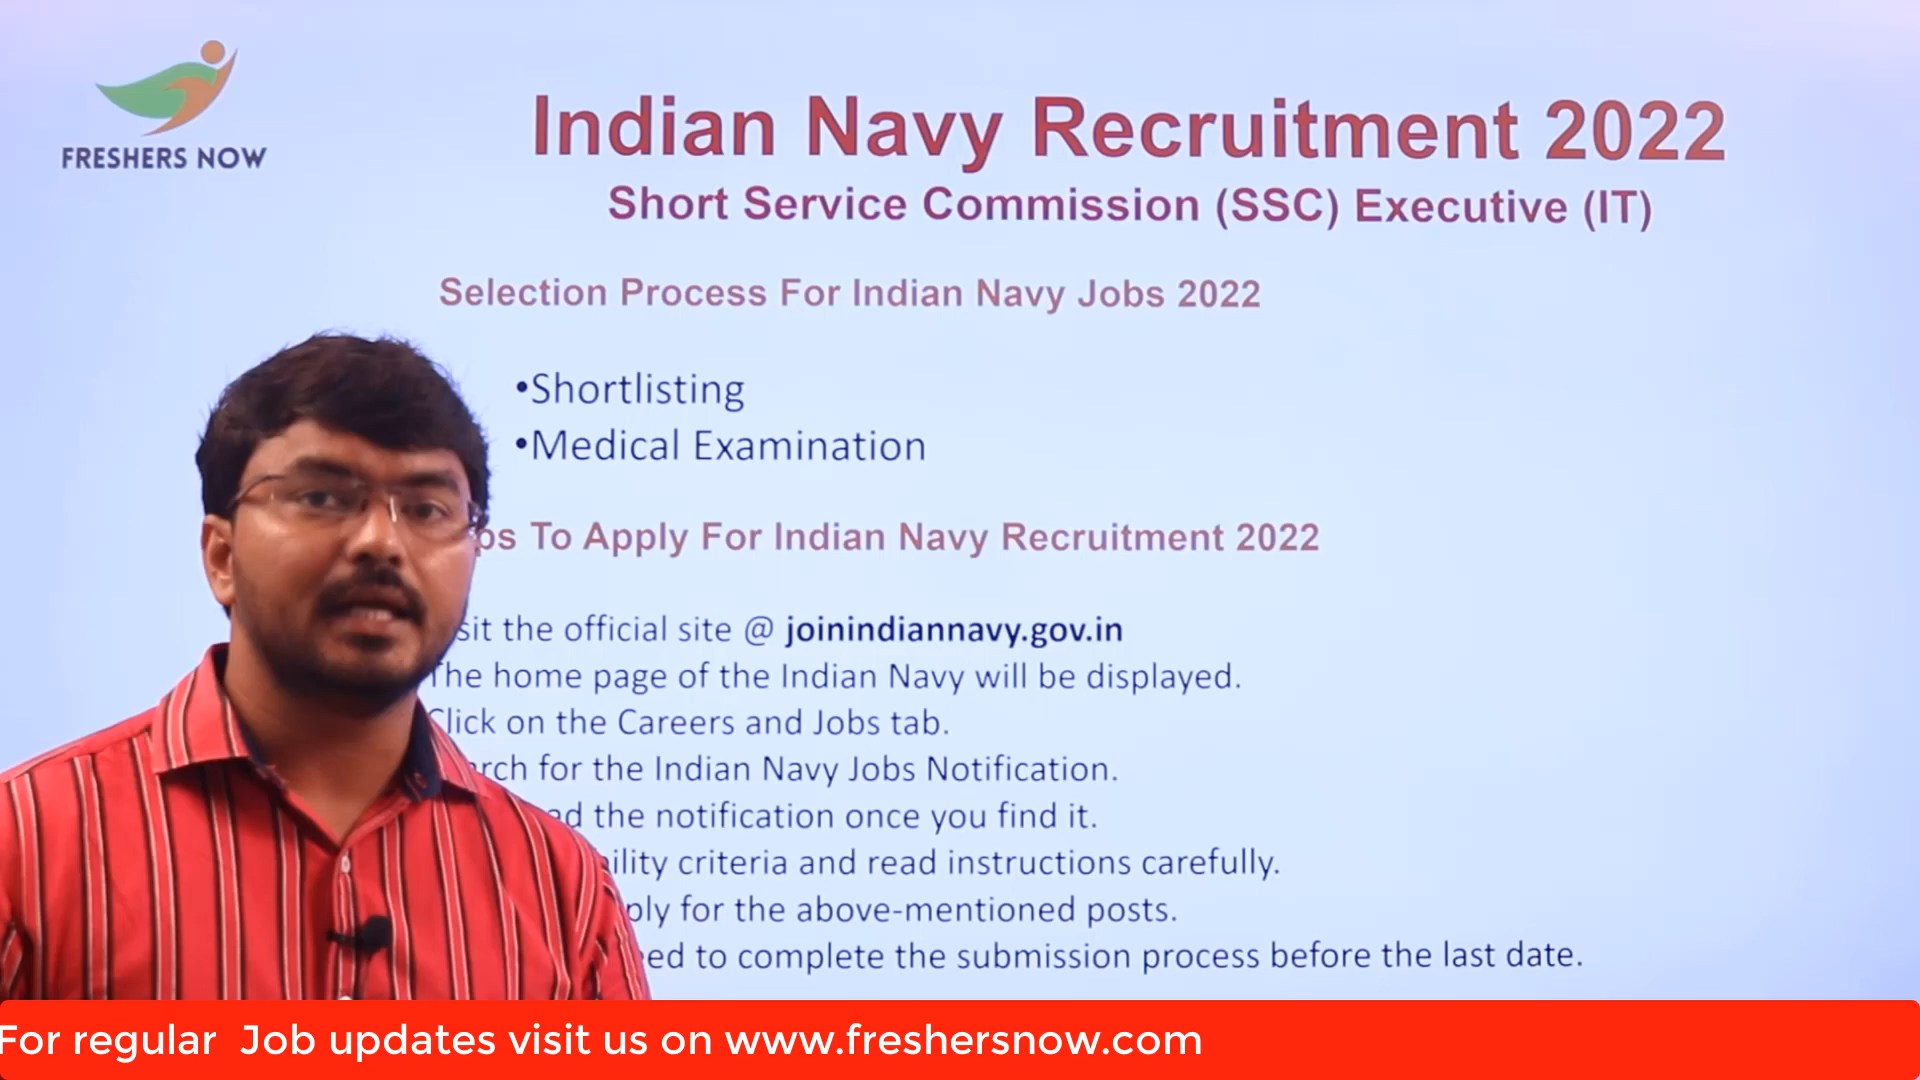 FRESHERS NOW
Indian Navy Recruitment 2022
Short Service Commission (SSC) Executive (IT)
Selection Process For Indian Navy Jobs 2022
•Shortlisting
•Medical Examination
To Apply For Indian Navy Recruitment 2022
the official site @ joinindiannavy.gov.in
The home page of the Indian Navy will be displayed.
Click on the Careers and Jobs tab.
for the Indian Navy Jobs Notification.
the notification once you find it.
criteria and read instructions carefully.
for the above-mentioned posts.
to complete the submission process before the last date.
For regular Job updates visit us on www.freshersnow.com